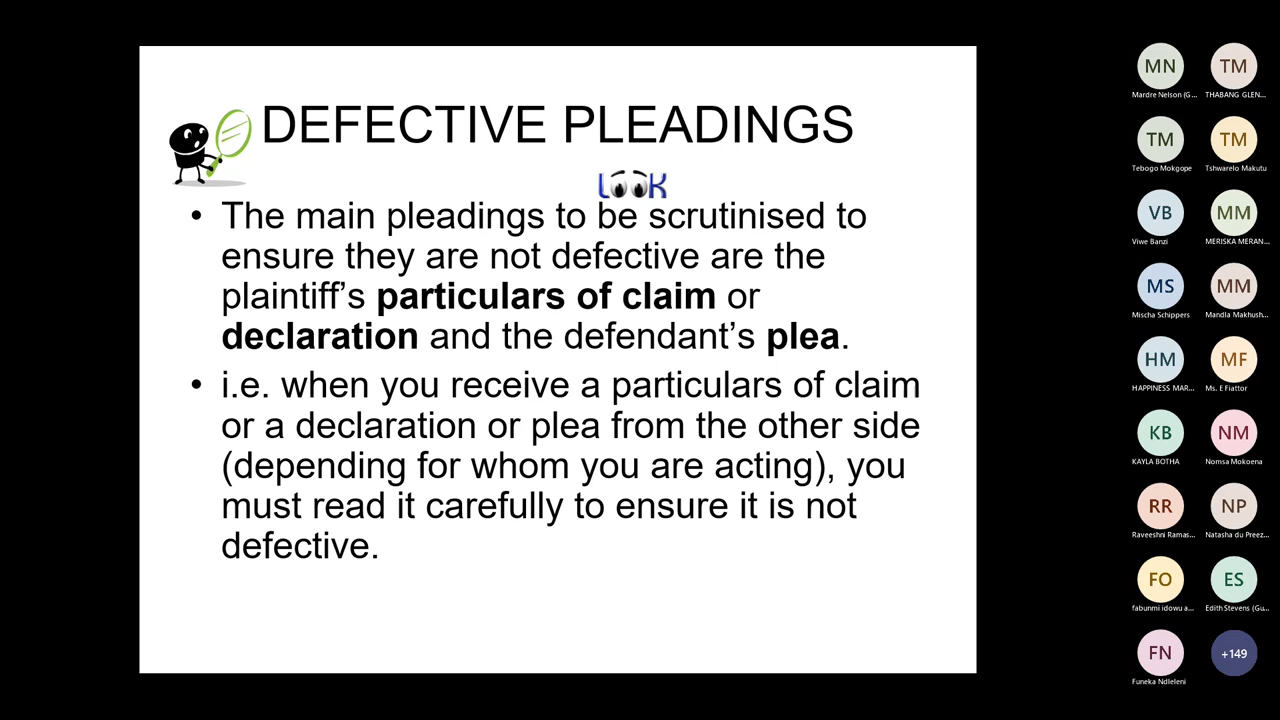 DEFECTIVE PLEADINGS
LOOK
• The main pleadings to be scrutinised to
ensure they are not defective are the
plaintiff’s particulars of claim or
declaration and the defendant’s plea.
• i.e. when you receive a particulars of claim
or a declaration or plea from the other side
(depending for whom you are acting), you
must read it carefully to ensure it is not
defective.
MN
Mardre Nelson (G...
TM
THABANG GLEN...
TM
Tebogo Mokgope
TM
Tshwarelo Makutu
VB
Viwe Banzi
MM
MERISKA MERAN...
MS
Mischa Schippers
MM
Mandla Makhush...
HM
HAPPINESS MAR...
MF
Ms. E Fiattor
KB
KAYLA BOTHA
NM
Nomsa Mokoena
RR
Raveeshni Ramas...
NP
Natasha du Preez...
FO
fabunmi idowu a...
ES
Edith Stevens (Gu...
FN
Funeka Ndleleni
+149